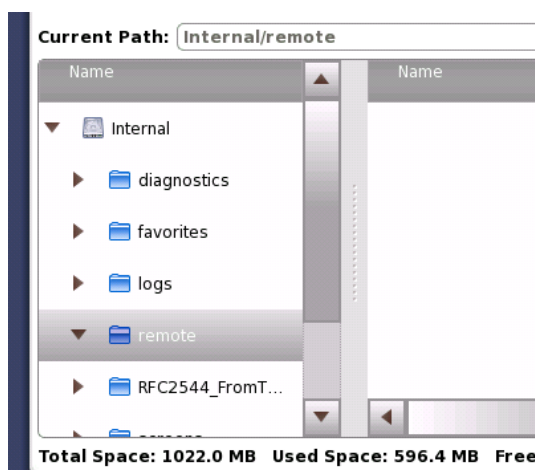 Current Path: Internal/remote
Name Name
Internal
diagnostics
favorites
logs
remote
RFC2544_FromT...
Total Space: 1022.0 MB Used Space: 596.4 MB Free